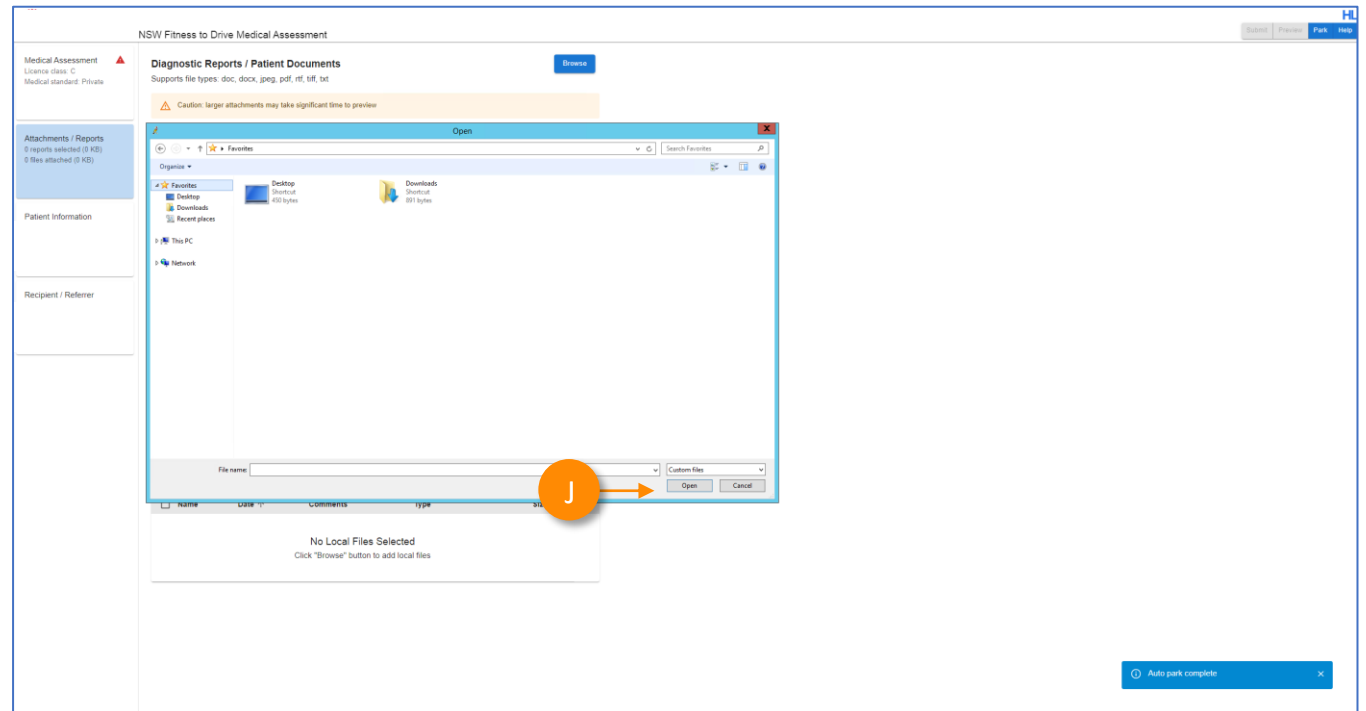 HL
NSW Fitness to Drive Medical Assessment
Submit Preview Park Help
Medical Assessment
Licence class: C
Medical standard: Private
Attachments / Reports
0 reports selected (0 KB)
0 files attached (0 KB)
Patient Information
Recipient / Referrer
Diagnostic Reports / Patient Documents
Browse
Supports file types: doc, docx, jpeg, pdf, rtf, tiff, txt
Caution: larger attachments may take significant time to preview
Open
X
Favorites
Search Favorites
Organize
Favorites
Desktop
Downloads
Recent places
This PC
Network
Desktop
Shortcut
450 bytes
Downloads
Shortcut
891 bytes
File name:
Custom files
Open Cancel
J
Name Date Comments Type
No Local Files Selected
Click "Browse" button to add local files
Auto park complete